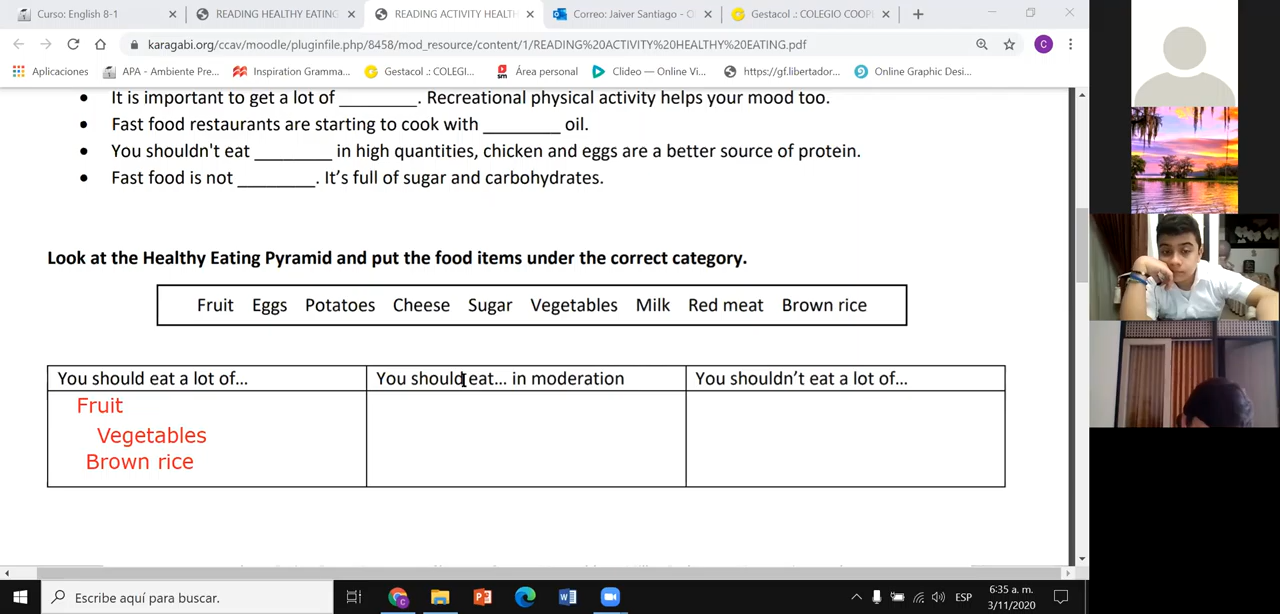 Curso: English 8-1
READING HEALTHY EATING
READING ACTIVITY HEALT
Correo: Jaiver Santiago - O
Gestacol .: COLEGIO COOP
karagabi.org/ccav/moodle/pluginfile.php/8458/mod_resource/content/1/READING%20ACTIVITY%20HEALTHY%20EATING.pdf
C
Aplicaciones APA - Ambiente Pre... Inspiration Gramma... Gestacol .: COLEGI... Área personal Clideo — Online Vi... https://gf.libertador... Online Graphic Desi...
• It is important to get a lot of ________. Recreational physical activity helps your mood too.
• Fast food restaurants are starting to cook with ________ oil.
• You shouldn't eat ________ in high quantities, chicken and eggs are a better source of protein.
• Fast food is not ________. It's full of sugar and carbohydrates.
Look at the Healthy Eating Pyramid and put the food items under the correct category.
Fruit Eggs Potatoes Cheese Sugar Vegetables Milk Red meat Brown rice
You should eat a lot of...
You should eat... in moderation
You shouldn't eat a lot of...
Fruit
Vegetables
Brown rice
Escribe aquí para buscar.
ESP
6:35 a. m.
3/11/2020